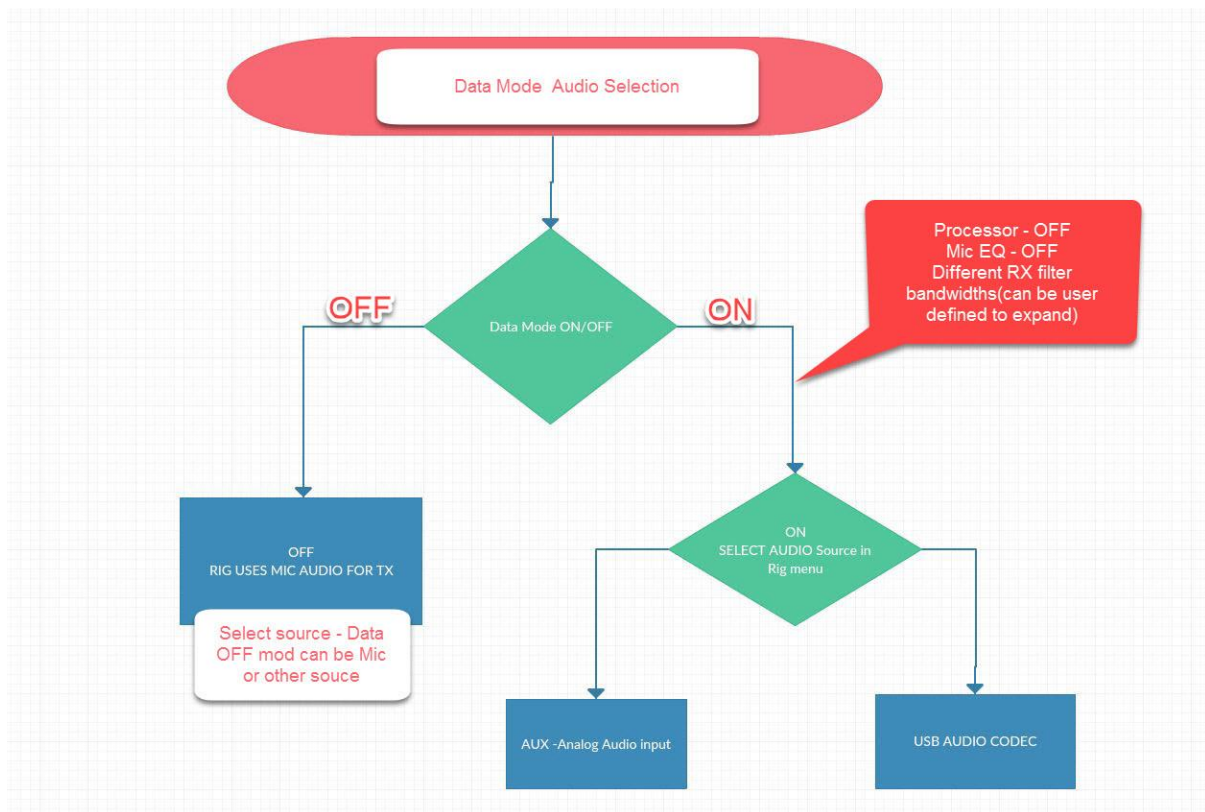 Data Mode  Audio Selection
Processor - OFF
Mic EQ - OFF
Different RX filter
bandwidths(can be user
defined to expand)
OFF
Data Mode ON/OFF
ON
OFF
RIG USES MIC AUDIO FOR TX
Select source - Data
OFF mod can be Mic
or other souce
ON
SELECT AUDIO Source in
Rig menu
AUX -Analog Audio input
USB AUDIO CODEC